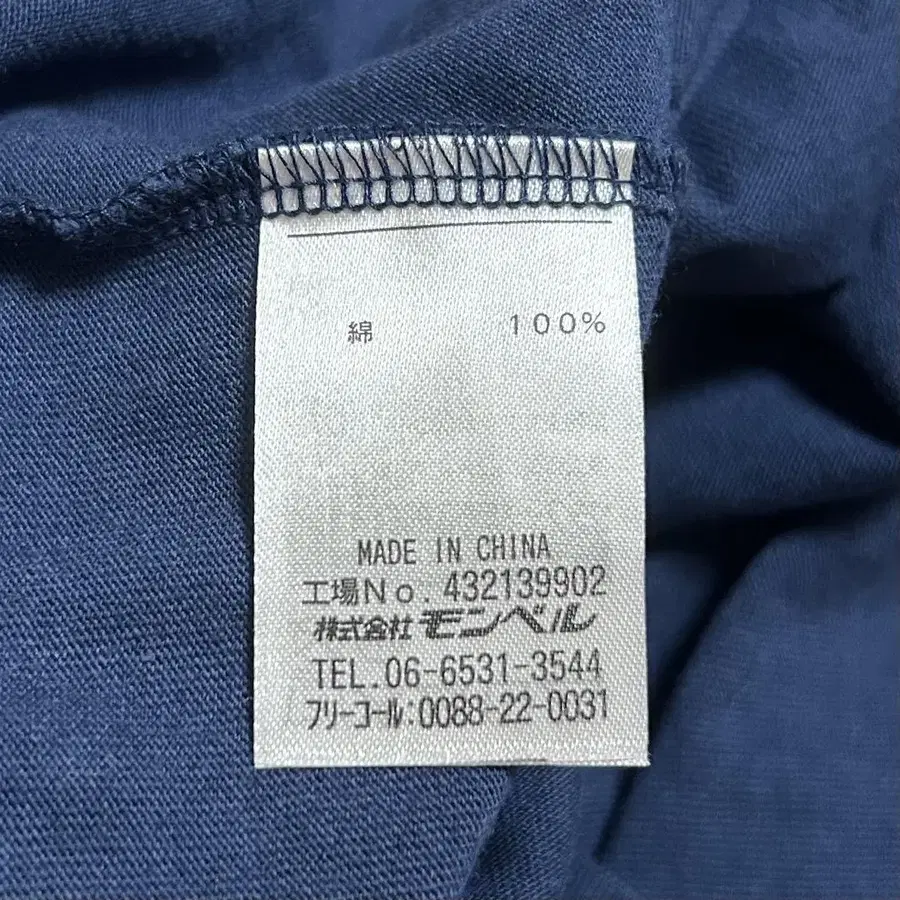 綿 100%
MADE IN CHINA
工場No. 432139902
株式会社 モンベル
TEL.06-6531-3544
フリーコール:0088-22-0031